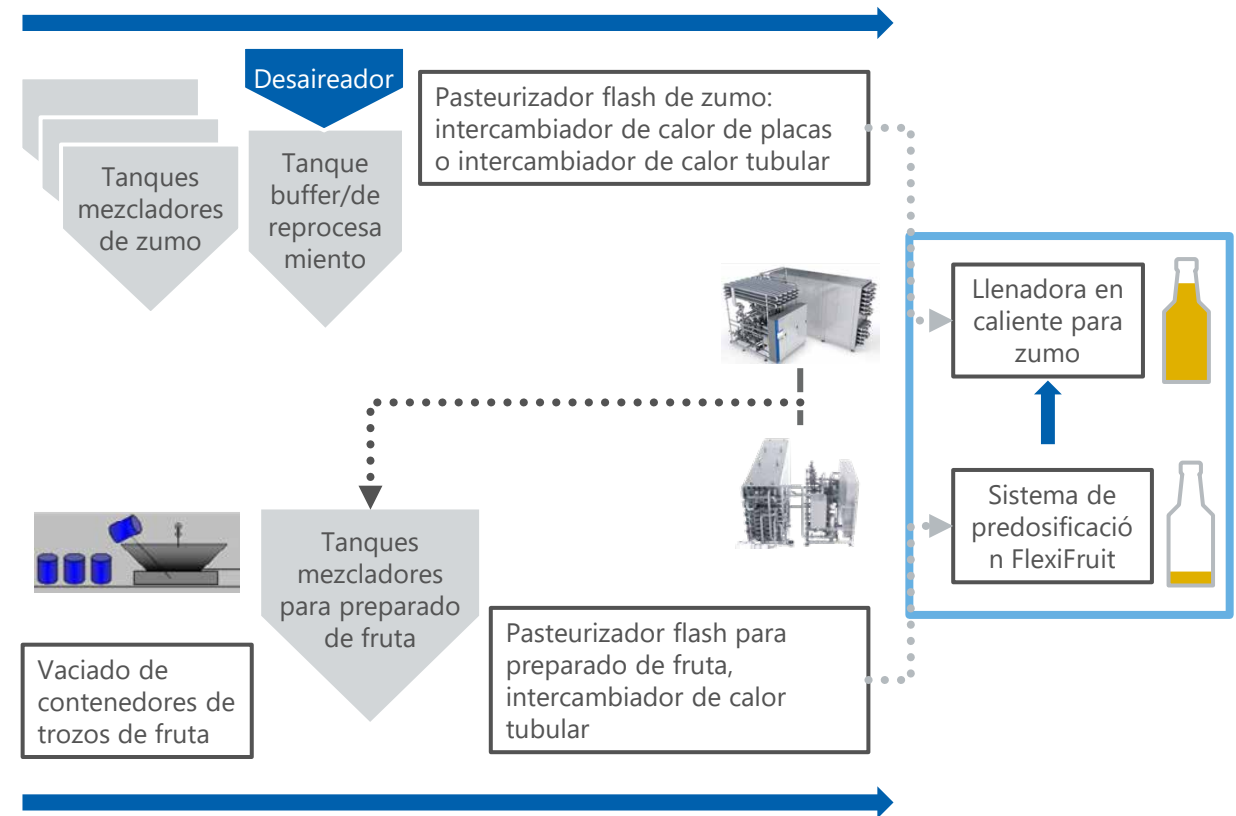 Desaireador
Pasteurizador flash de zumo:
intercambiador de calor de placas
o intercambiador de calor tubular
Tanques
mezcladores
de zumo
Tanque
buffer/de
reprocesa
miento
Llenadora en
caliente para
zumo
Sistema de
predosificació
n FlexiFruit
Tanques
mezcladores
para preparado
de fruta
Pasteurizador flash para
preparado de fruta,
intercambiador de calor
tubular
Vaciado de
contenedores de
trozos de fruta